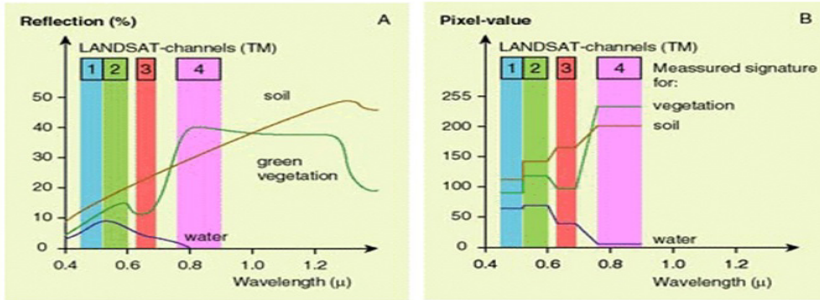 Reflection (%) A
LANDSAT-channels (TM)
1 2 3 4
soil
50
40
30
green
vegetation
20
10
water
0
0.4 0.6 0.8 1.0 1.2
Wavelength (μ)
Pixel-value B
LANDSAT-channels (TM)
1 2 3 4 Meassured signature
for:
255 vegetation
200 soil
150
100
50
0 water
0.4 0.6 0.8 1.0 1.2
Wavelength (μ)